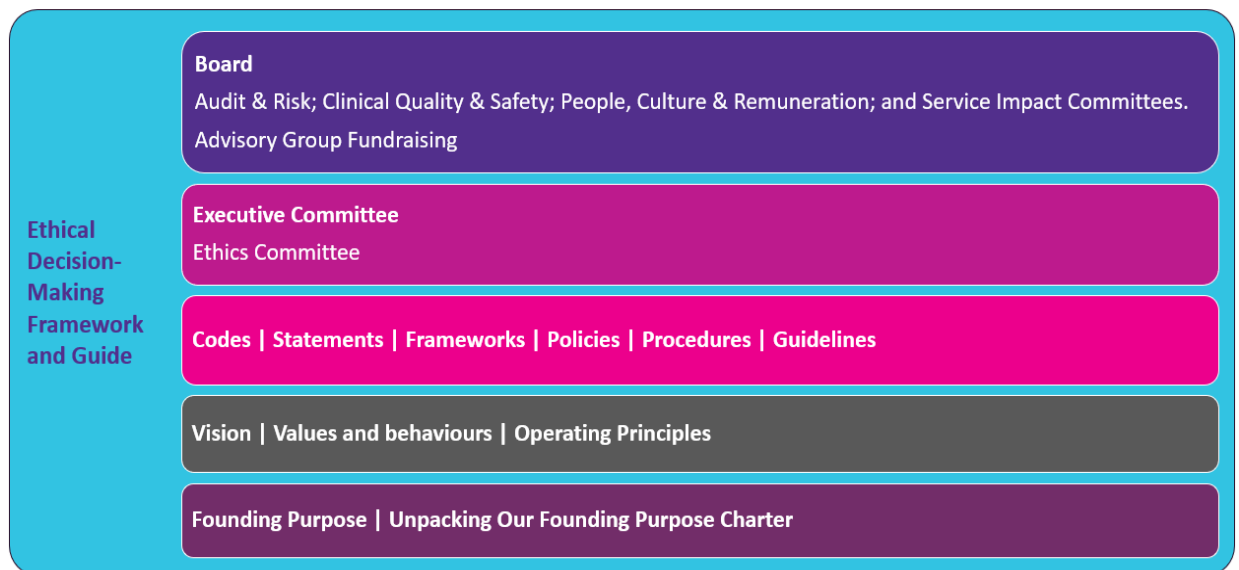 Ethical
Decision-
Making
Framework
and Guide
Board
Audit & Risk; Clinical Quality & Safety; People, Culture & Remuneration; and Service Impact Committees.
Advisory Group Fundraising
Executive Committee
Ethics Committee
Codes | Statements | Frameworks | Policies | Procedures | Guidelines
Vision | Values and behaviours | Operating Principles
Founding Purpose | Unpacking Our Founding Purpose Charter